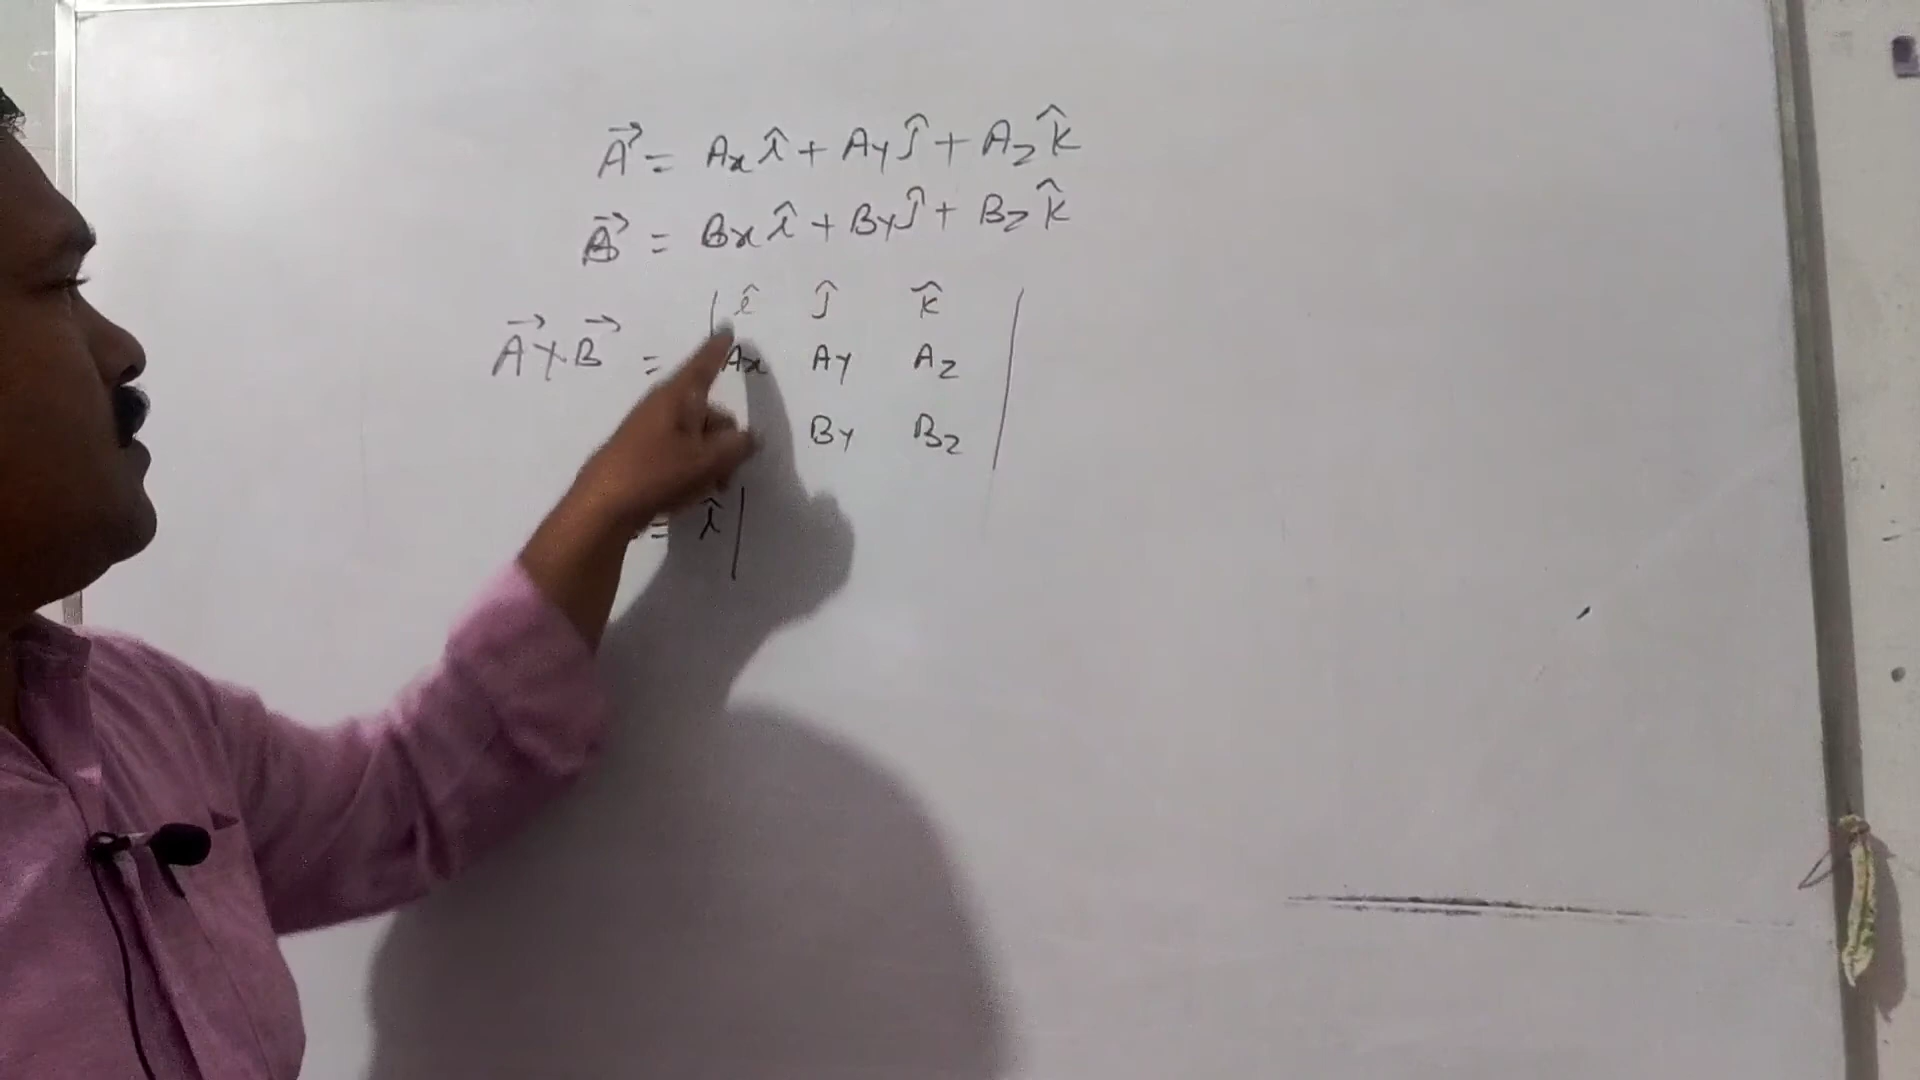 A⃗ = Ax î + Ay ĵ + Az k̂
B⃗ = Bx î + By ĵ + Bz k̂
A⃗ × B⃗ = | î ĵ k̂ |
Ax Ay Az
By Bz
= î |